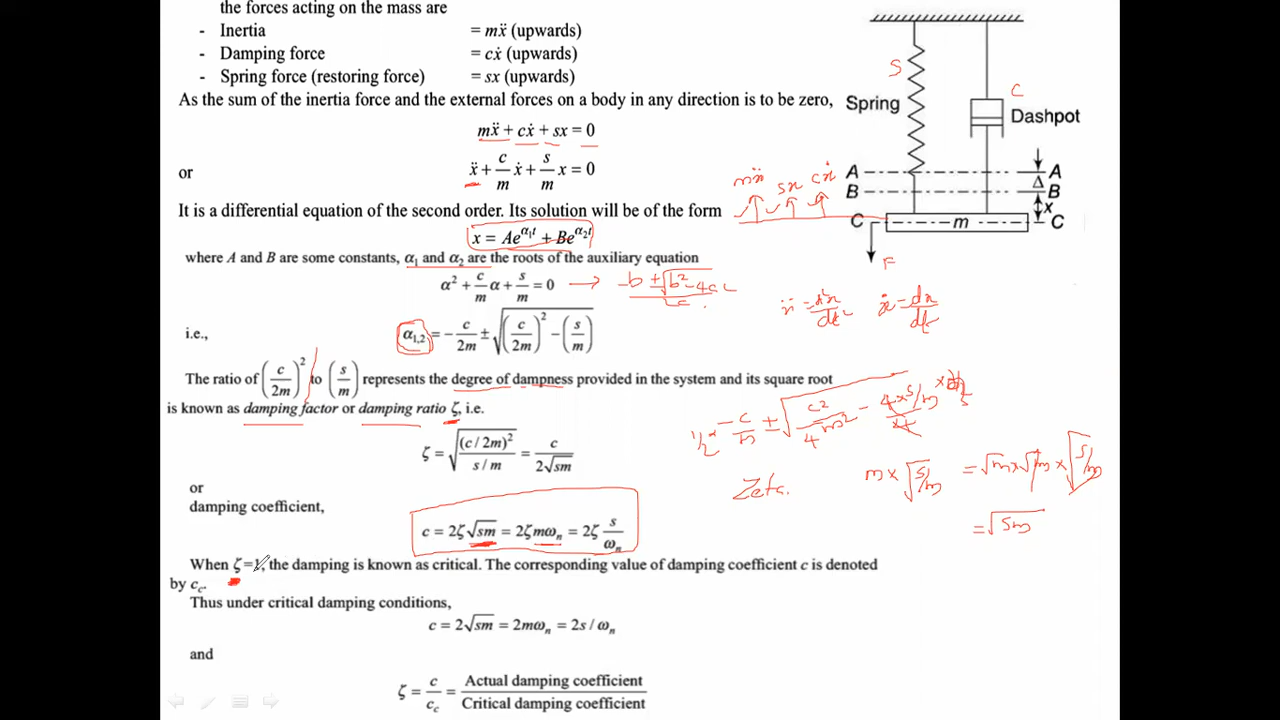 the forces acting on the mass are
- Inertia = mẍ (upwards)
- Damping force = cẋ (upwards)
- Spring force (restoring force) = sx (upwards)
As the sum of the inertia force and the external forces on a body in any direction is to be zero,
mẍ + cẋ + sx = 0
or ẍ + c/m ẋ + s/m x = 0
It is a differential equation of the second order. Its solution will be of the form
x = Ae^α₁t + Be^α₂t
where A and B are some constants, α₁ and α₂ are the roots of the auxiliary equation
α² + c/m α + s/m = 0
i.e., α₁,₂ = -c/2m ± √((c/2m)² - (s/m))
The ratio of (c/2m)² to (s/m) represents the degree of dampness provided in the system and its square root
is known as damping factor or damping ratio ζ, i.e.
ζ = √((c/2m)²/s/m) = c/2√sm
or
damping coefficient,
c = 2ζ√sm = 2ζmωₙ = 2ζ s/ωₙ
When ζ=1, the damping is known as critical. The corresponding value of damping coefficient c is denoted
by c꜀.
Thus under critical damping conditions,
c = 2√sm = 2mωₙ = 2s / ωₙ
and
ζ = c/c꜀ = Actual damping coefficient/Critical damping coefficient
S
C
Spring
Dashpot
A A
Δ
B B
x
C m C
F
mẍ sx cẋ
ẍ = d²x/dt² ẋ = dx/dt
Zeta.
m × √s/m = √m × √m × √s/m
= √sm